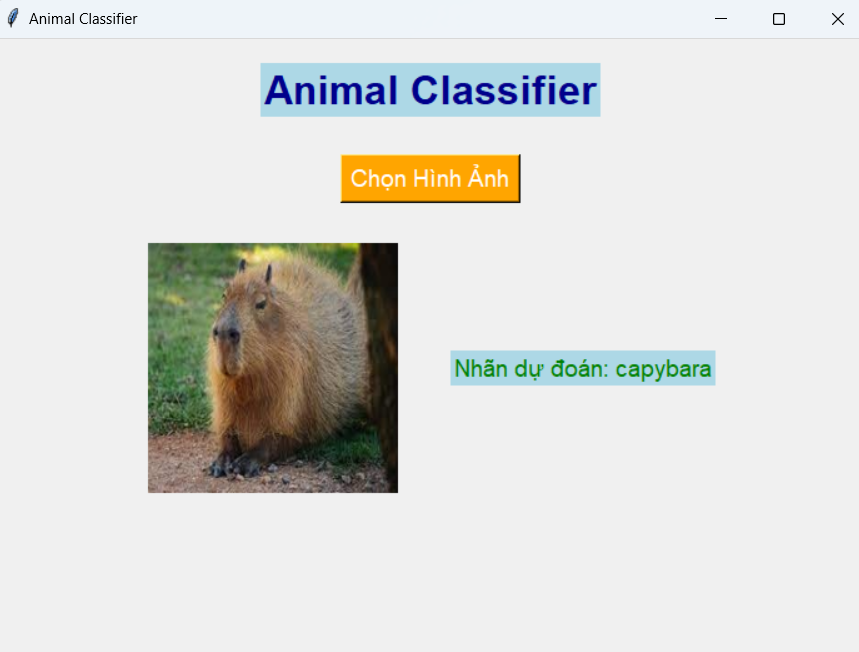 Animal Classifier
Animal Classifier
Chọn Hình Ảnh
Nhãn dự đoán: capybara